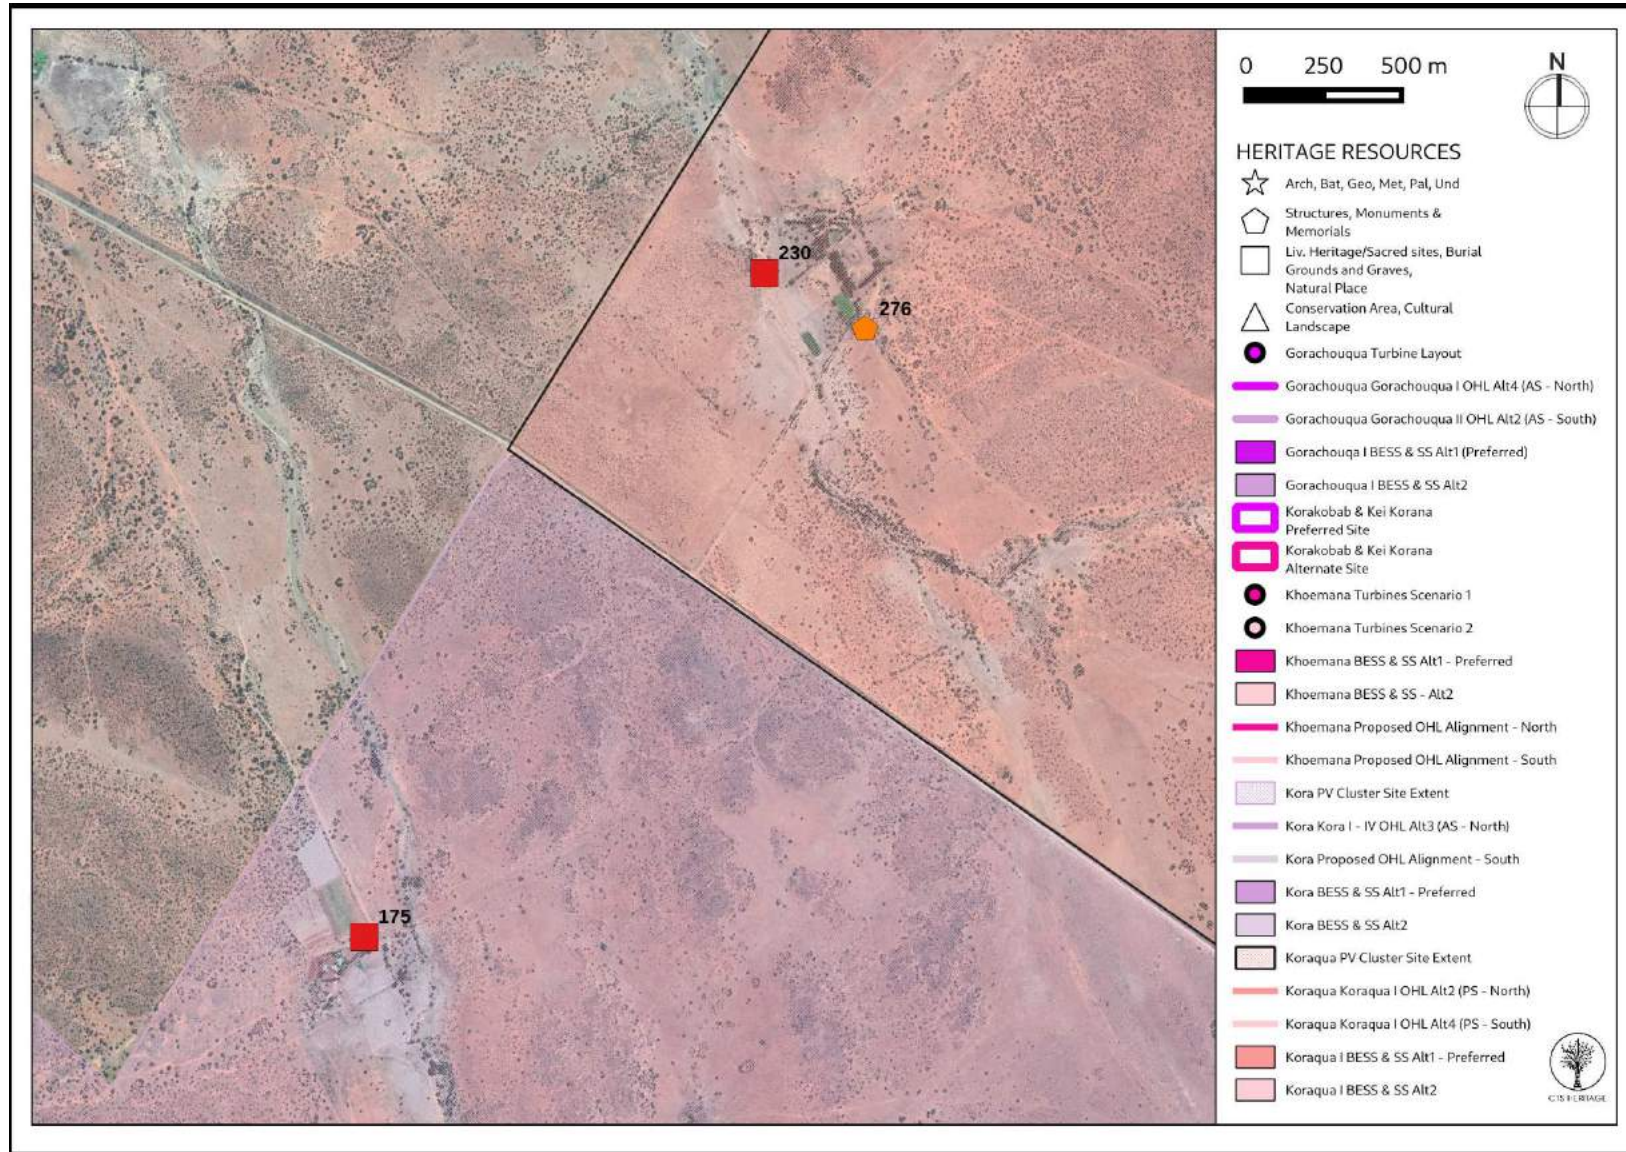 230
276
175
0 250 500 m
N
HERITAGE RESOURCES
Arch, Bat, Geo, Met, Pal, Und
Structures, Monuments &
Memorials
Liv. Heritage/Sacred sites, Burial
Grounds and Graves,
Natural Place
Conservation Area, Cultural
Landscape
Gorachouqua Turbine Layout
Gorachouqua Gorachouqua I OHL Alt4 (AS - North)
Gorachouqua Gorachouqua II OHL Alt2 (AS - South)
Gorachouqa I BESS & SS Alt1 (Preferred)
Gorachouqua I BESS & SS Alt2
Korakobab & Kei Korana
Preferred Site
Korakobab & Kei Korana
Alternate Site
Khoemana Turbines Scenario 1
Khoemana Turbines Scenario 2
Khoemana BESS & SS Alt1 - Preferred
Khoemana BESS & SS - Alt2
Khoemana Proposed OHL Alignment - North
Khoemana Proposed OHL Alignment - South
Kora PV Cluster Site Extent
Kora Kora I - IV OHL Alt3 (AS - North)
Kora Proposed OHL Alignment - South
Kora BESS & SS Alt1 - Preferred
Kora BESS & SS Alt2
Koraqua PV Cluster Site Extent
Koraqua Koraqua I OHL Alt2 (PS - North)
Koraqua Koraqua I OHL Alt4 (PS - South)
Koraqua I BESS & SS Alt1 - Preferred
Koraqua I BESS & SS Alt2
CTS HERITAGE